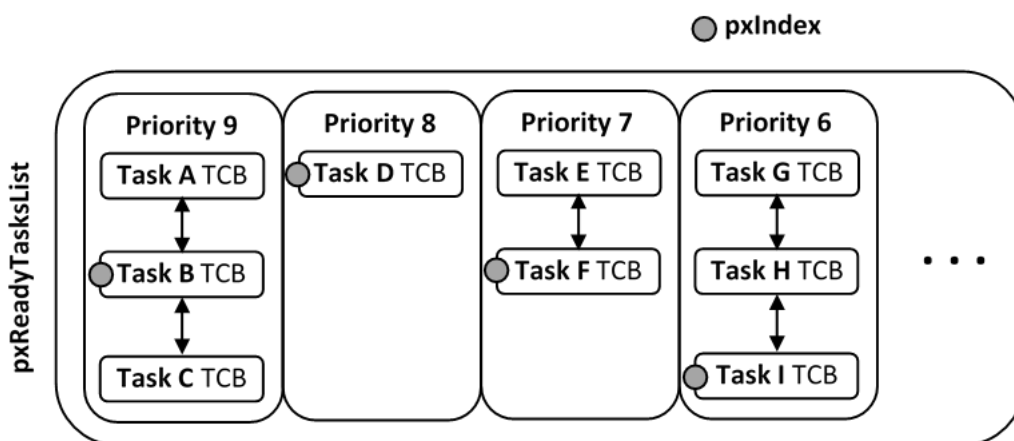 pxIndex
pxReadyTasksList
Priority 9
Task A TCB
Task B TCB
Task C TCB
Priority 8
Task D TCB
Priority 7
Task E TCB
Task F TCB
Priority 6
Task G TCB
Task H TCB
Task I TCB
. . .